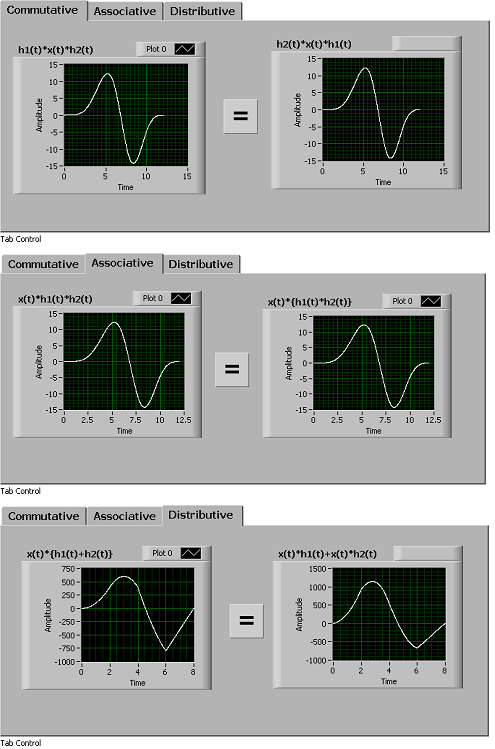 Commutative Associative Distributive
h1(t)*x(t)*h2(t) Plot 0 h2(t)*x(t)*h1(t)
Amplitude
15
10
5
0
-5
-10
-15
0 5 10 15
Time
=
Amplitude
15
10
5
0
-5
-10
-15
0 5 10 15
Time
Tab Control
Commutative Associative Distributive
x(t)*h1(t)*h2(t) Plot 0 x(t)*{h1(t)*h2(t)} Plot 0
Amplitude
15
10
5
0
-5
-10
-15
0 2.5 5 7.5 10 12.5
Time
=
Amplitude
15
10
5
0
-5
-10
-15
0 2.5 5 7.5 10 12.5
Time
Tab Control
Commutative Associative Distributive
x(t)*{h1(t)+h2(t)} Plot 0 x(t)*h1(t)+x(t)*h2(t)
Amplitude
750
500
250
0
-250
-500
-750
-1000
0 2 4 6 8
Time
=
Amplitude
1500
1000
500
0
-500
-1000
0 2 4 6 8
Time
Tab Control